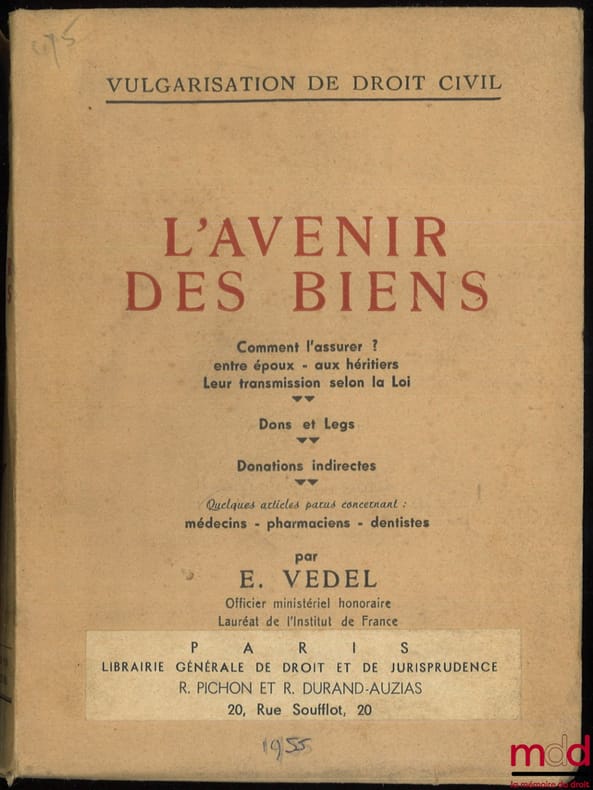 VULGARISATION DE DROIT CIVIL
L'AVENIR
DES BIENS
Comment l'assurer ?
entre époux - aux héritiers
Leur transmission selon la Loi
Dons et Legs
Donations indirectes
Quelques articles parus concernant :
médecins - pharmaciens - dentistes
par
E. VEDEL
Officier ministériel honoraire
Lauréat de l'Institut de France
PARIS
LIBRAIRIE GÉNÉRALE DE DROIT ET DE JURISPRUDENCE
R. PICHON ET R. DURAND-AUZIAS
20, Rue Soufflot, 20
1955
mdd
la mémoire du droit